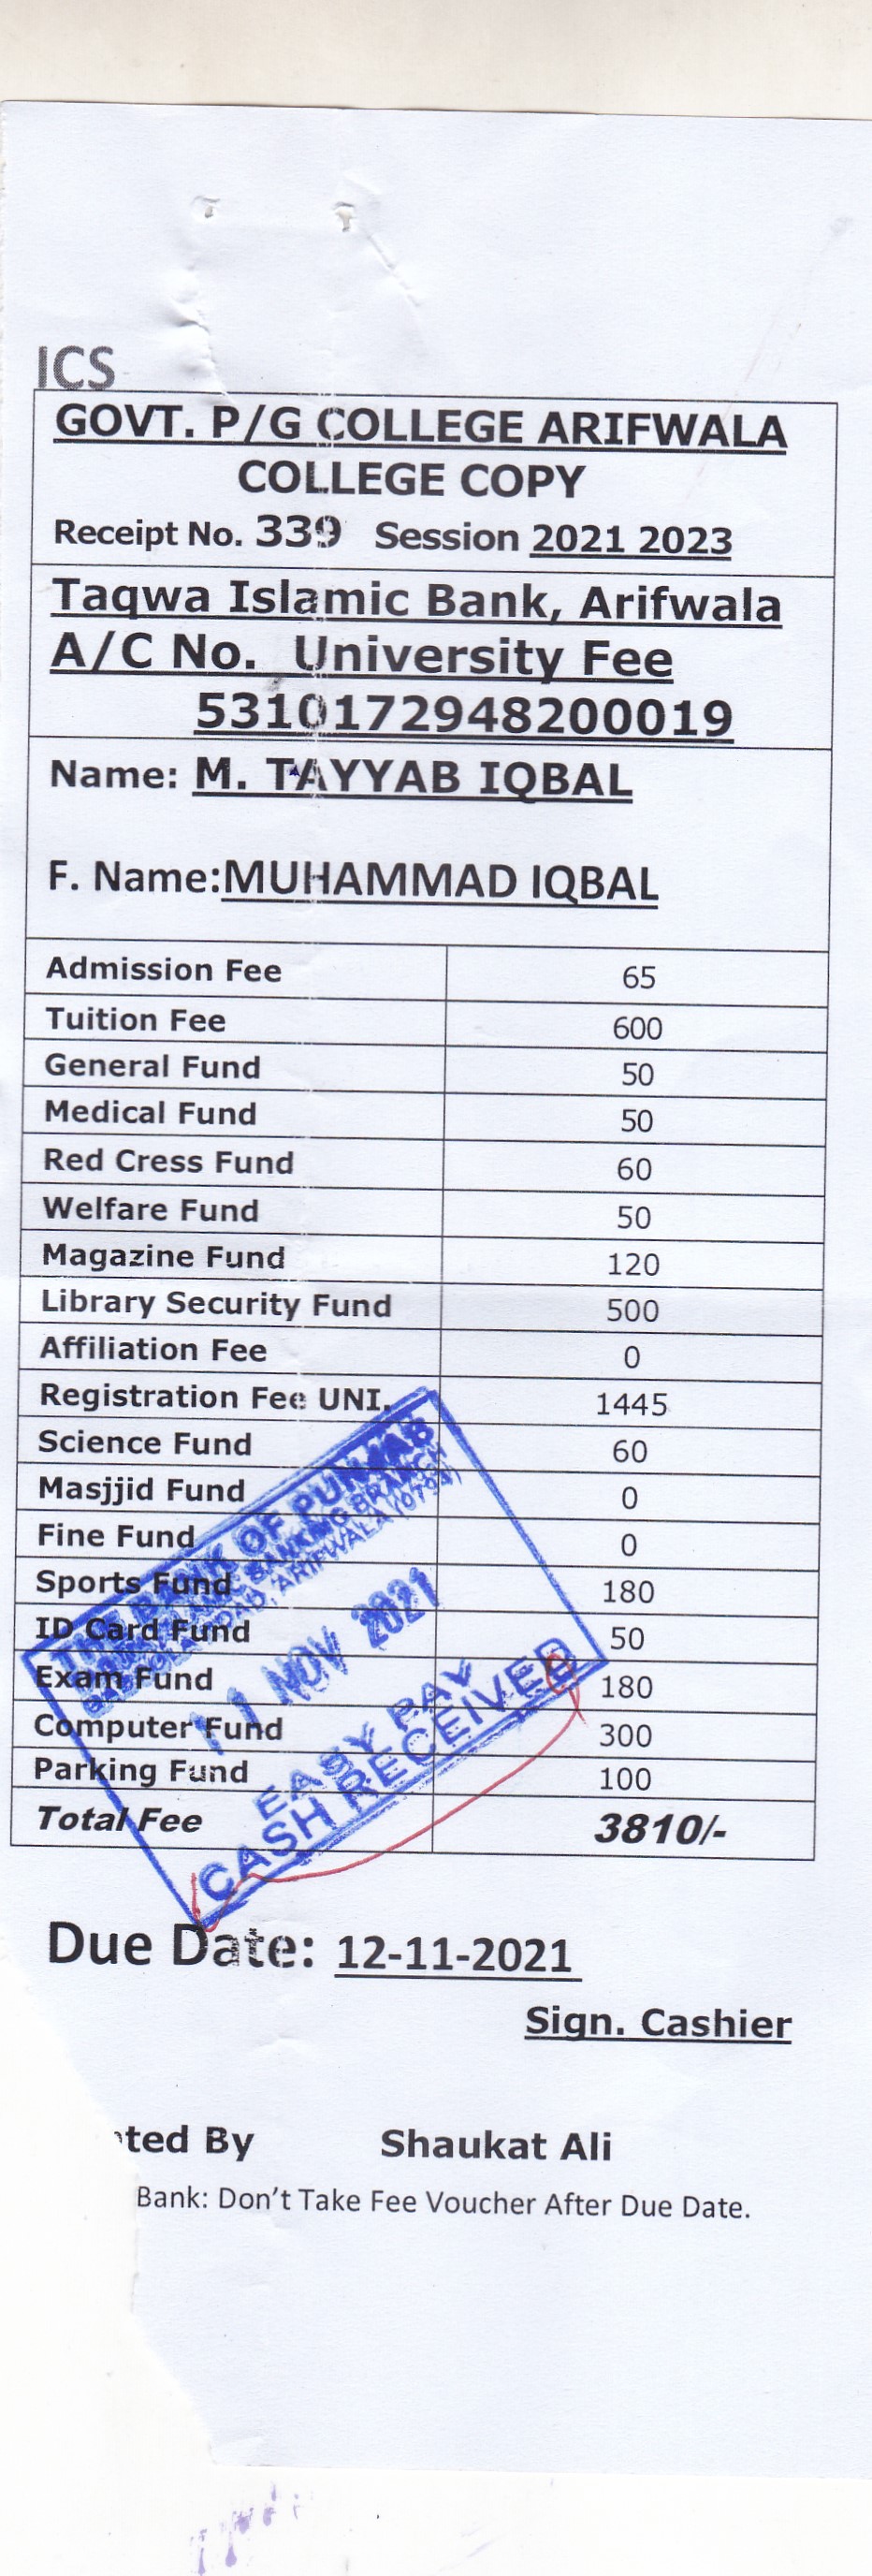 ICS
GOVT. P/G COLLEGE ARIFWALA
COLLEGE COPY
Receipt No. 339 Session 2021 2023
Taqwa Islamic Bank, Arifwala
A/C No. University Fee
5310172948200019
Name: M. TAYYAB IQBAL
F. Name:MUHAMMAD IQBAL
Admission Fee 65
Tuition Fee 600
General Fund 50
Medical Fund 50
Red Cress Fund 60
Welfare Fund 50
Magazine Fund 120
Library Security Fund 500
Affiliation Fee 0
Registration Fee UNI. 1445
Science Fund 60
Masjjid Fund 0
Fine Fund 0
Sports Fund 180
ID Card Fund 50
Exam Fund 180
Computer Fund 300
Parking Fund 100
Total Fee 3810/-
THE BANK OF PUNJAB
BANKING BRANCH
ROAD, ARIFWALA
11 NOV 2021
EASY PAY
CASH RECEIVED
Due Date: 12-11-2021
Sign. Cashier
ted By Shaukat Ali
Bank: Don't Take Fee Voucher After Due Date.